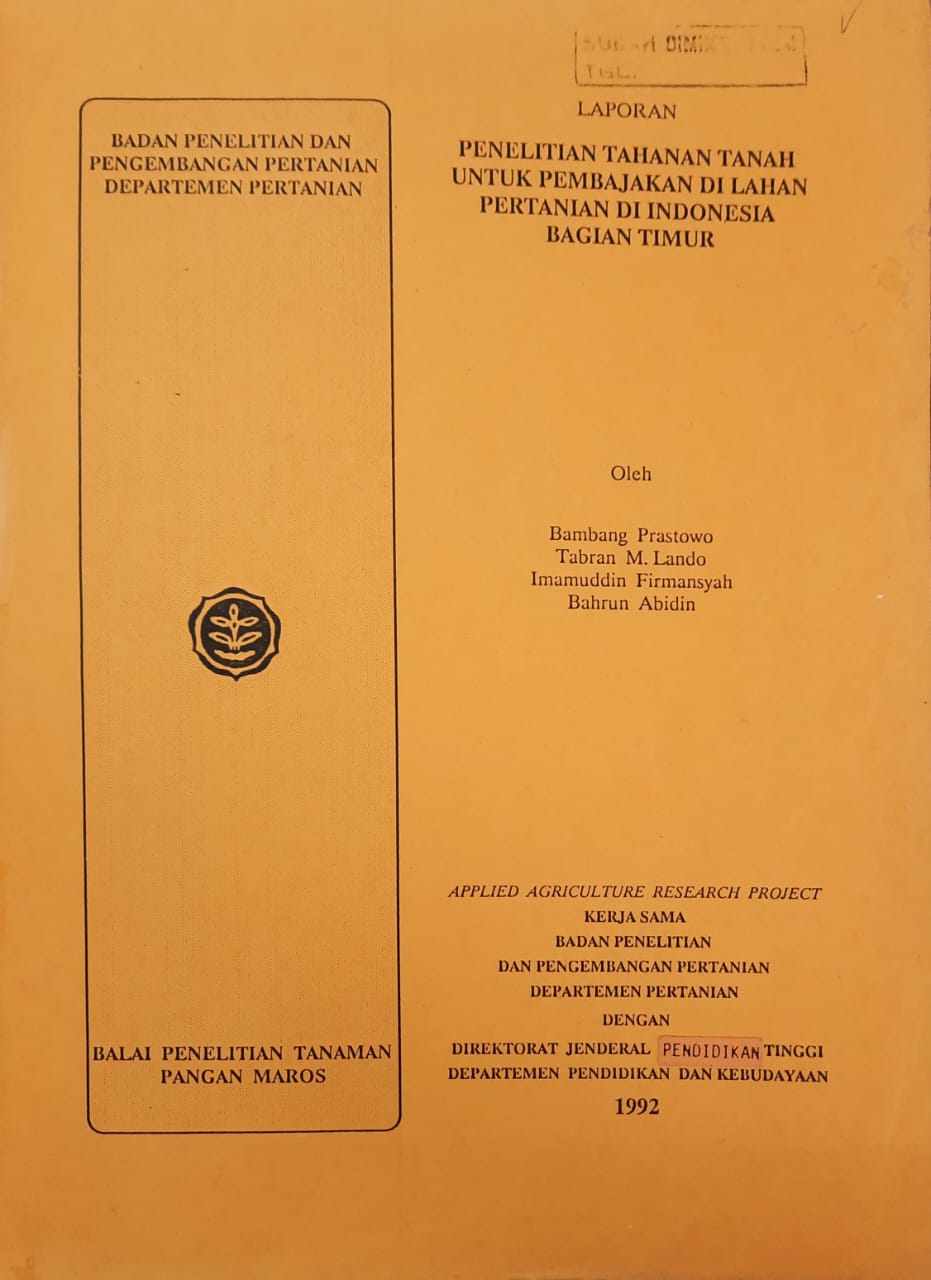 TGL.
LAPORAN
PENELITIAN TAHANAN TANAH
UNTUK PEMBAJAKAN DI LAHAN
PERTANIAN DI INDONESIA
BAGIAN TIMUR
BADAN PENELITIAN DAN
PENGEMBANGAN PERTANIAN
DEPARTEMEN PERTANIAN
Oleh
Bambang Prastowo
Tabran M. Lando
Imamuddin Firmansyah
Bahrun Abidin
APPLIED AGRICULTURE RESEARCH PROJECT
KERJA SAMA
BADAN PENELITIAN
DAN PENGEMBANGAN PERTANIAN
DEPARTEMEN PERTANIAN
DENGAN
DIREKTORAT JENDERAL PENDIDIKAN TINGGI
DEPARTEMEN PENDIDIKAN DAN KEBUDAYAAN
1992
BALAI PENELITIAN TANAMAN
PANGAN MAROS